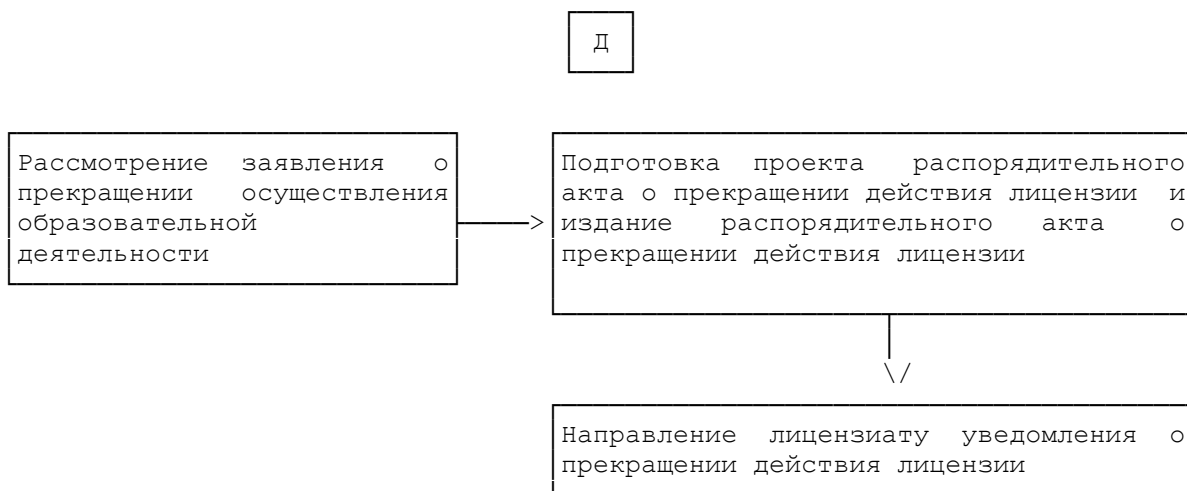 Д
Рассмотрение заявления о
прекращении осуществления
образовательной
деятельности
Подготовка проекта распорядительного
акта о прекращении действия лицензии и
издание распорядительного акта о
прекращении действия лицензии
Направление лицензиату уведомления о
прекращении действия лицензии